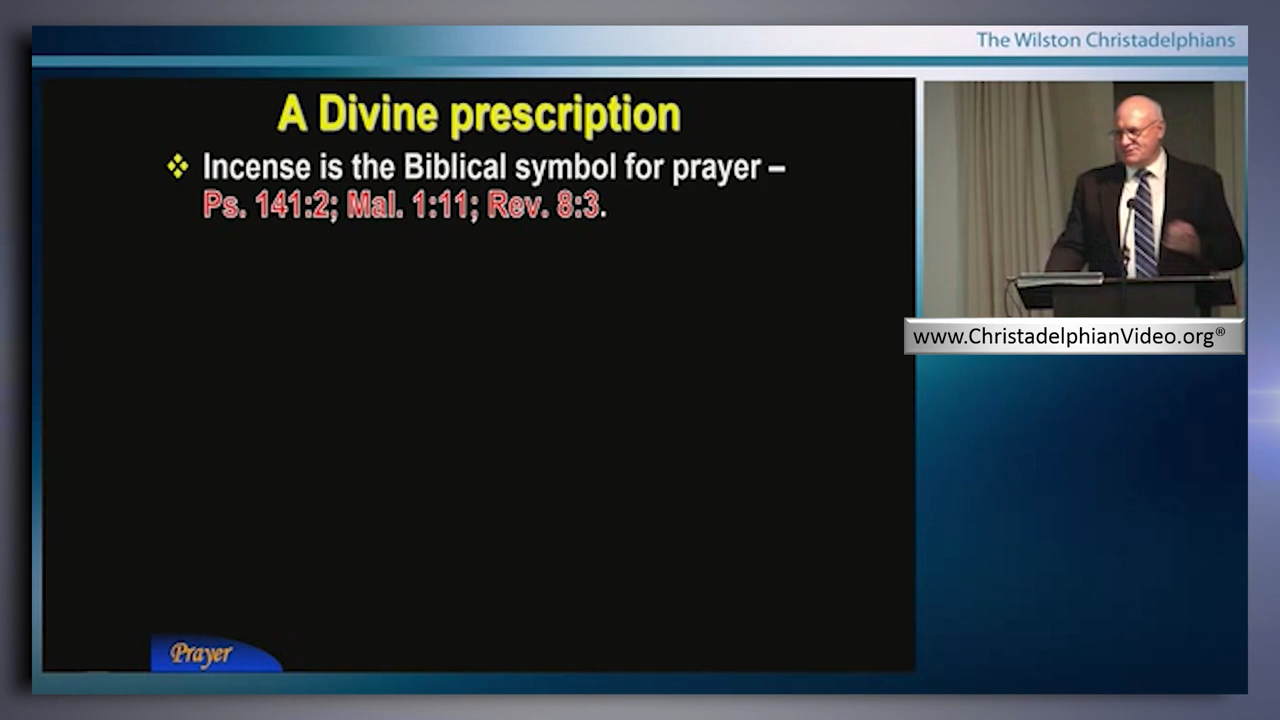 The Wilston Christadelphians
A Divine prescription
Incense is the Biblical symbol for prayer –
Ps. 141:2; Mal. 1:11; Rev. 8:3.
www.ChristadelphianVideo.org®
Prayer